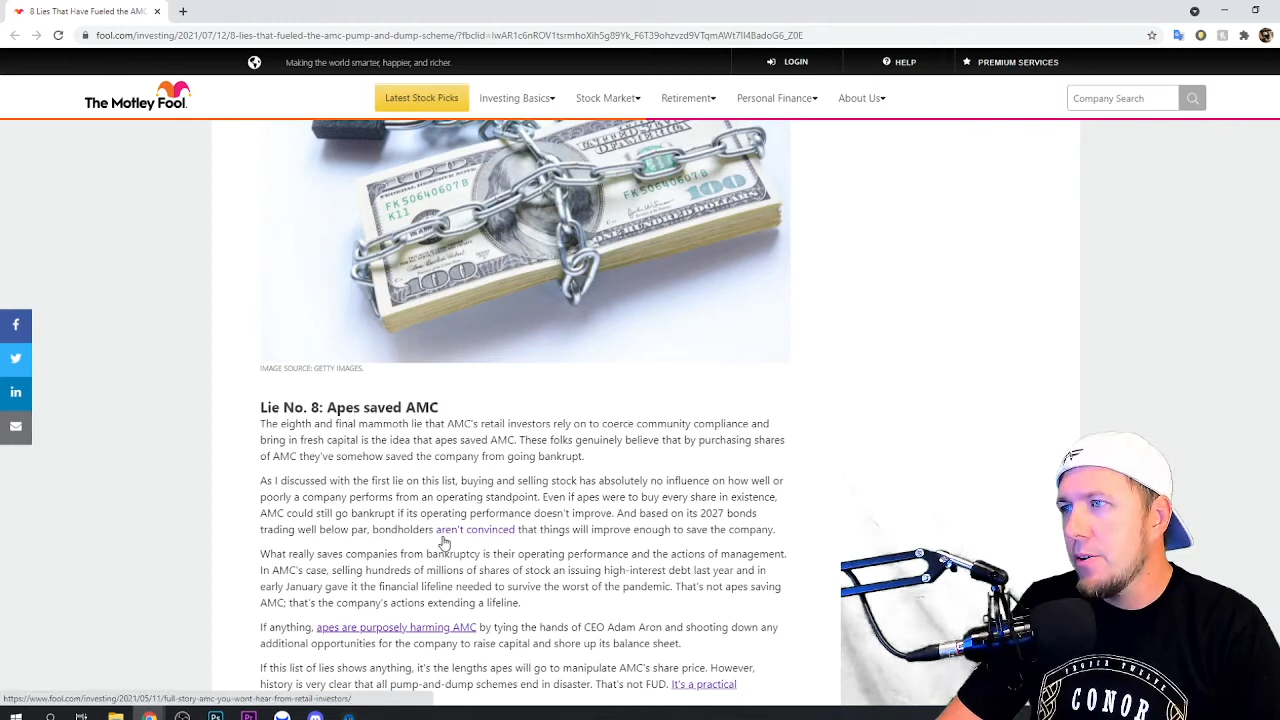 8 Lies That Have Fueled the AMC
fool.com/investing/2021/07/12/8-lies-that-fueled-the-amc-pump-and-dump-scheme/?fbclid=IwAR1c6nROV1tsrmhoXih5g89Yk_F6T39ohzvzd9VTqmAWt7II4BadoG6_Z0E
Making the world smarter, happier, and richer.
LOGIN
HELP
PREMIUM SERVICES
The Motley Fool.
Latest Stock Picks
Investing Basics
Stock Market
Retirement
Personal Finance
About Us
Company Search
FEDERAL RESERVE NOTE
FK50640607B
K11
FK50640607B
100
100
IMAGE SOURCE: GETTY IMAGES.
Lie No. 8: Apes saved AMC
The eighth and final mammoth lie that AMC's retail investors rely on to coerce community compliance and
bring in fresh capital is the idea that apes saved AMC. These folks genuinely believe that by purchasing shares
of AMC they've somehow saved the company from going bankrupt.
As I discussed with the first lie on this list, buying and selling stock has absolutely no influence on how well or
poorly a company performs from an operating standpoint. Even if apes were to buy every share in existence,
AMC could still go bankrupt if its operating performance doesn't improve. And based on its 2027 bonds
trading well below par, bondholders aren't convinced that things will improve enough to save the company.
What really saves companies from bankruptcy is their operating performance and the actions of management.
In AMC's case, selling hundreds of millions of shares of stock an issuing high-interest debt last year and in
early January gave it the financial lifeline needed to survive the worst of the pandemic. That's not apes saving
AMC; that's the company's actions extending a lifeline.
If anything, apes are purposely harming AMC by tying the hands of CEO Adam Aron and shooting down any
additional opportunities for the company to raise capital and shore up its balance sheet.
If this list of lies shows anything, it's the lengths apes will go to manipulate AMC's share price. However,
history is very clear that all pump-and-dump schemes end in disaster. That's not FUD. It's a practical
https://www.fool.com/investing/2021/05/11/full-story-amc-you-wont-hear-from-retail-investors/
CONOR